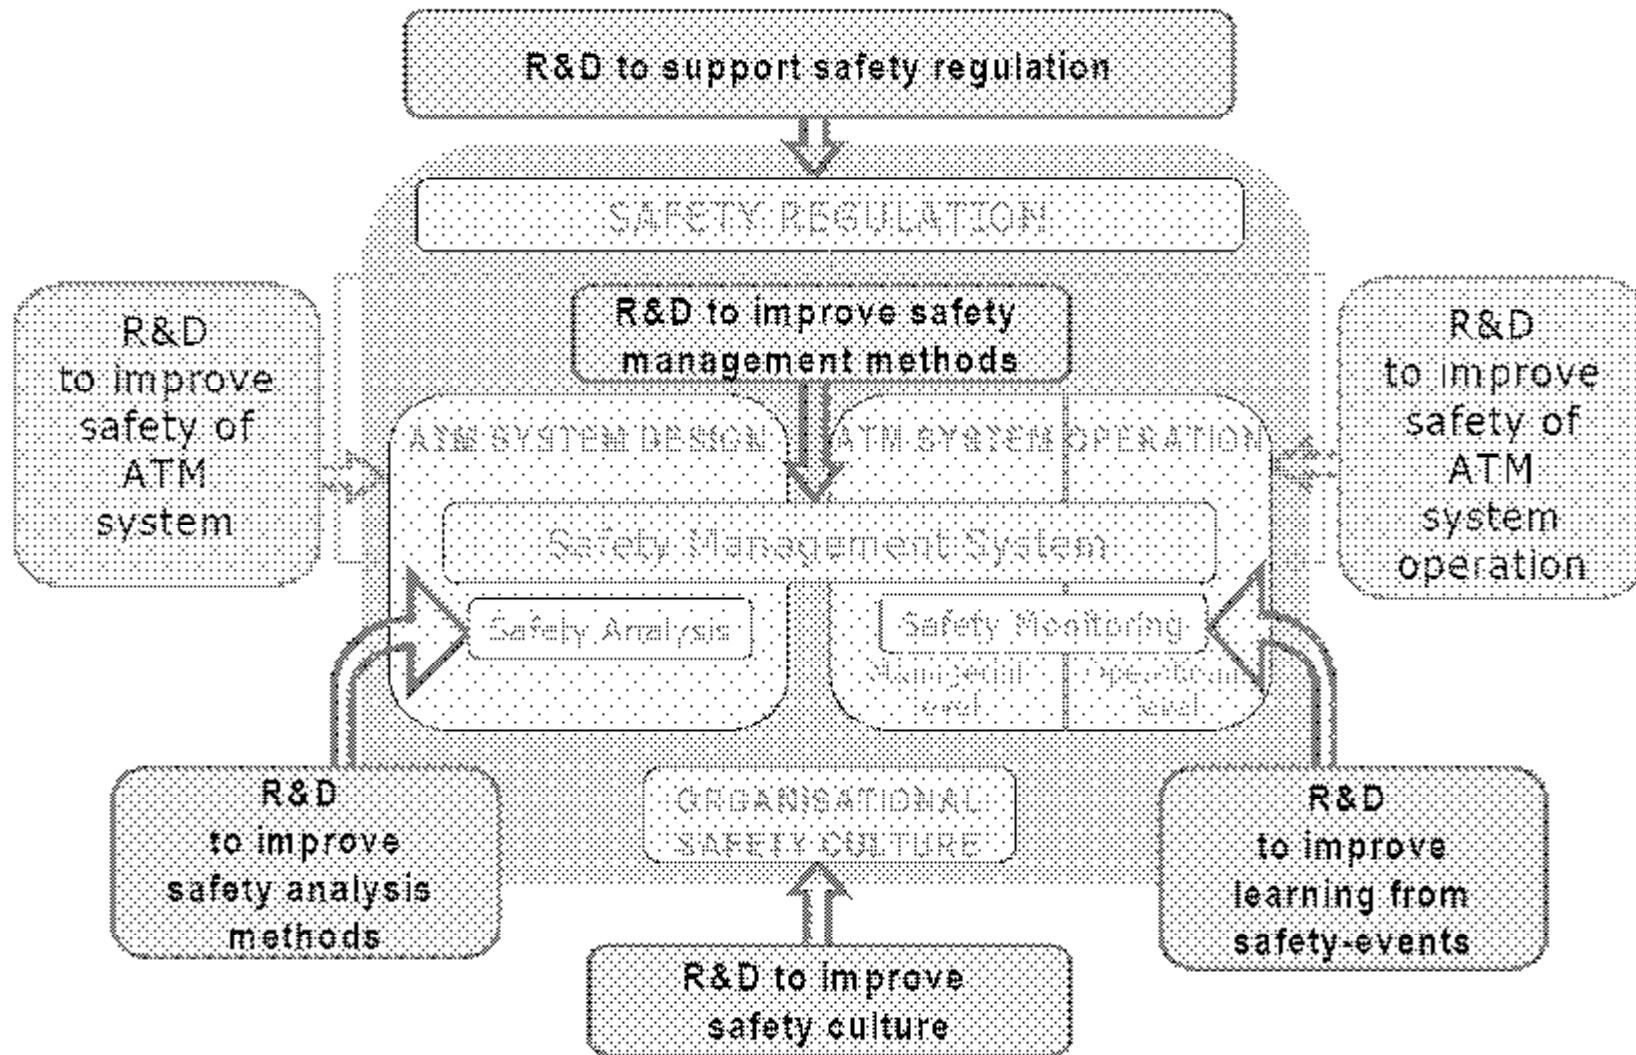 R&D to support safety regulation
SAFETY REGULATION
R&D
to improve
safety of
ATM
system
R&D to improve safety
management methods
R&D
to improve
safety of
ATM
system
operation
ATM SYSTEM DESIGN
ATM SYSTEM OPERATION
Safety Management System
Safety Analysis
Safety Monitoring
R&D
to improve
safety analysis
methods
ORGANISATIONAL
SAFETY CULTURE
R&D
to improve
learning from
safety-events
R&D to improve
safety culture